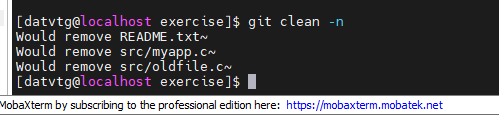 [datvtg@localhost exercise]$ git clean -n
Would remove README.txt~
Would remove src/myapp.c~
Would remove src/oldfile.c~
[datvtg@localhost exercise]$
MobaXterm by subscribing to the professional edition here: https://mobaxterm.mobatek.net